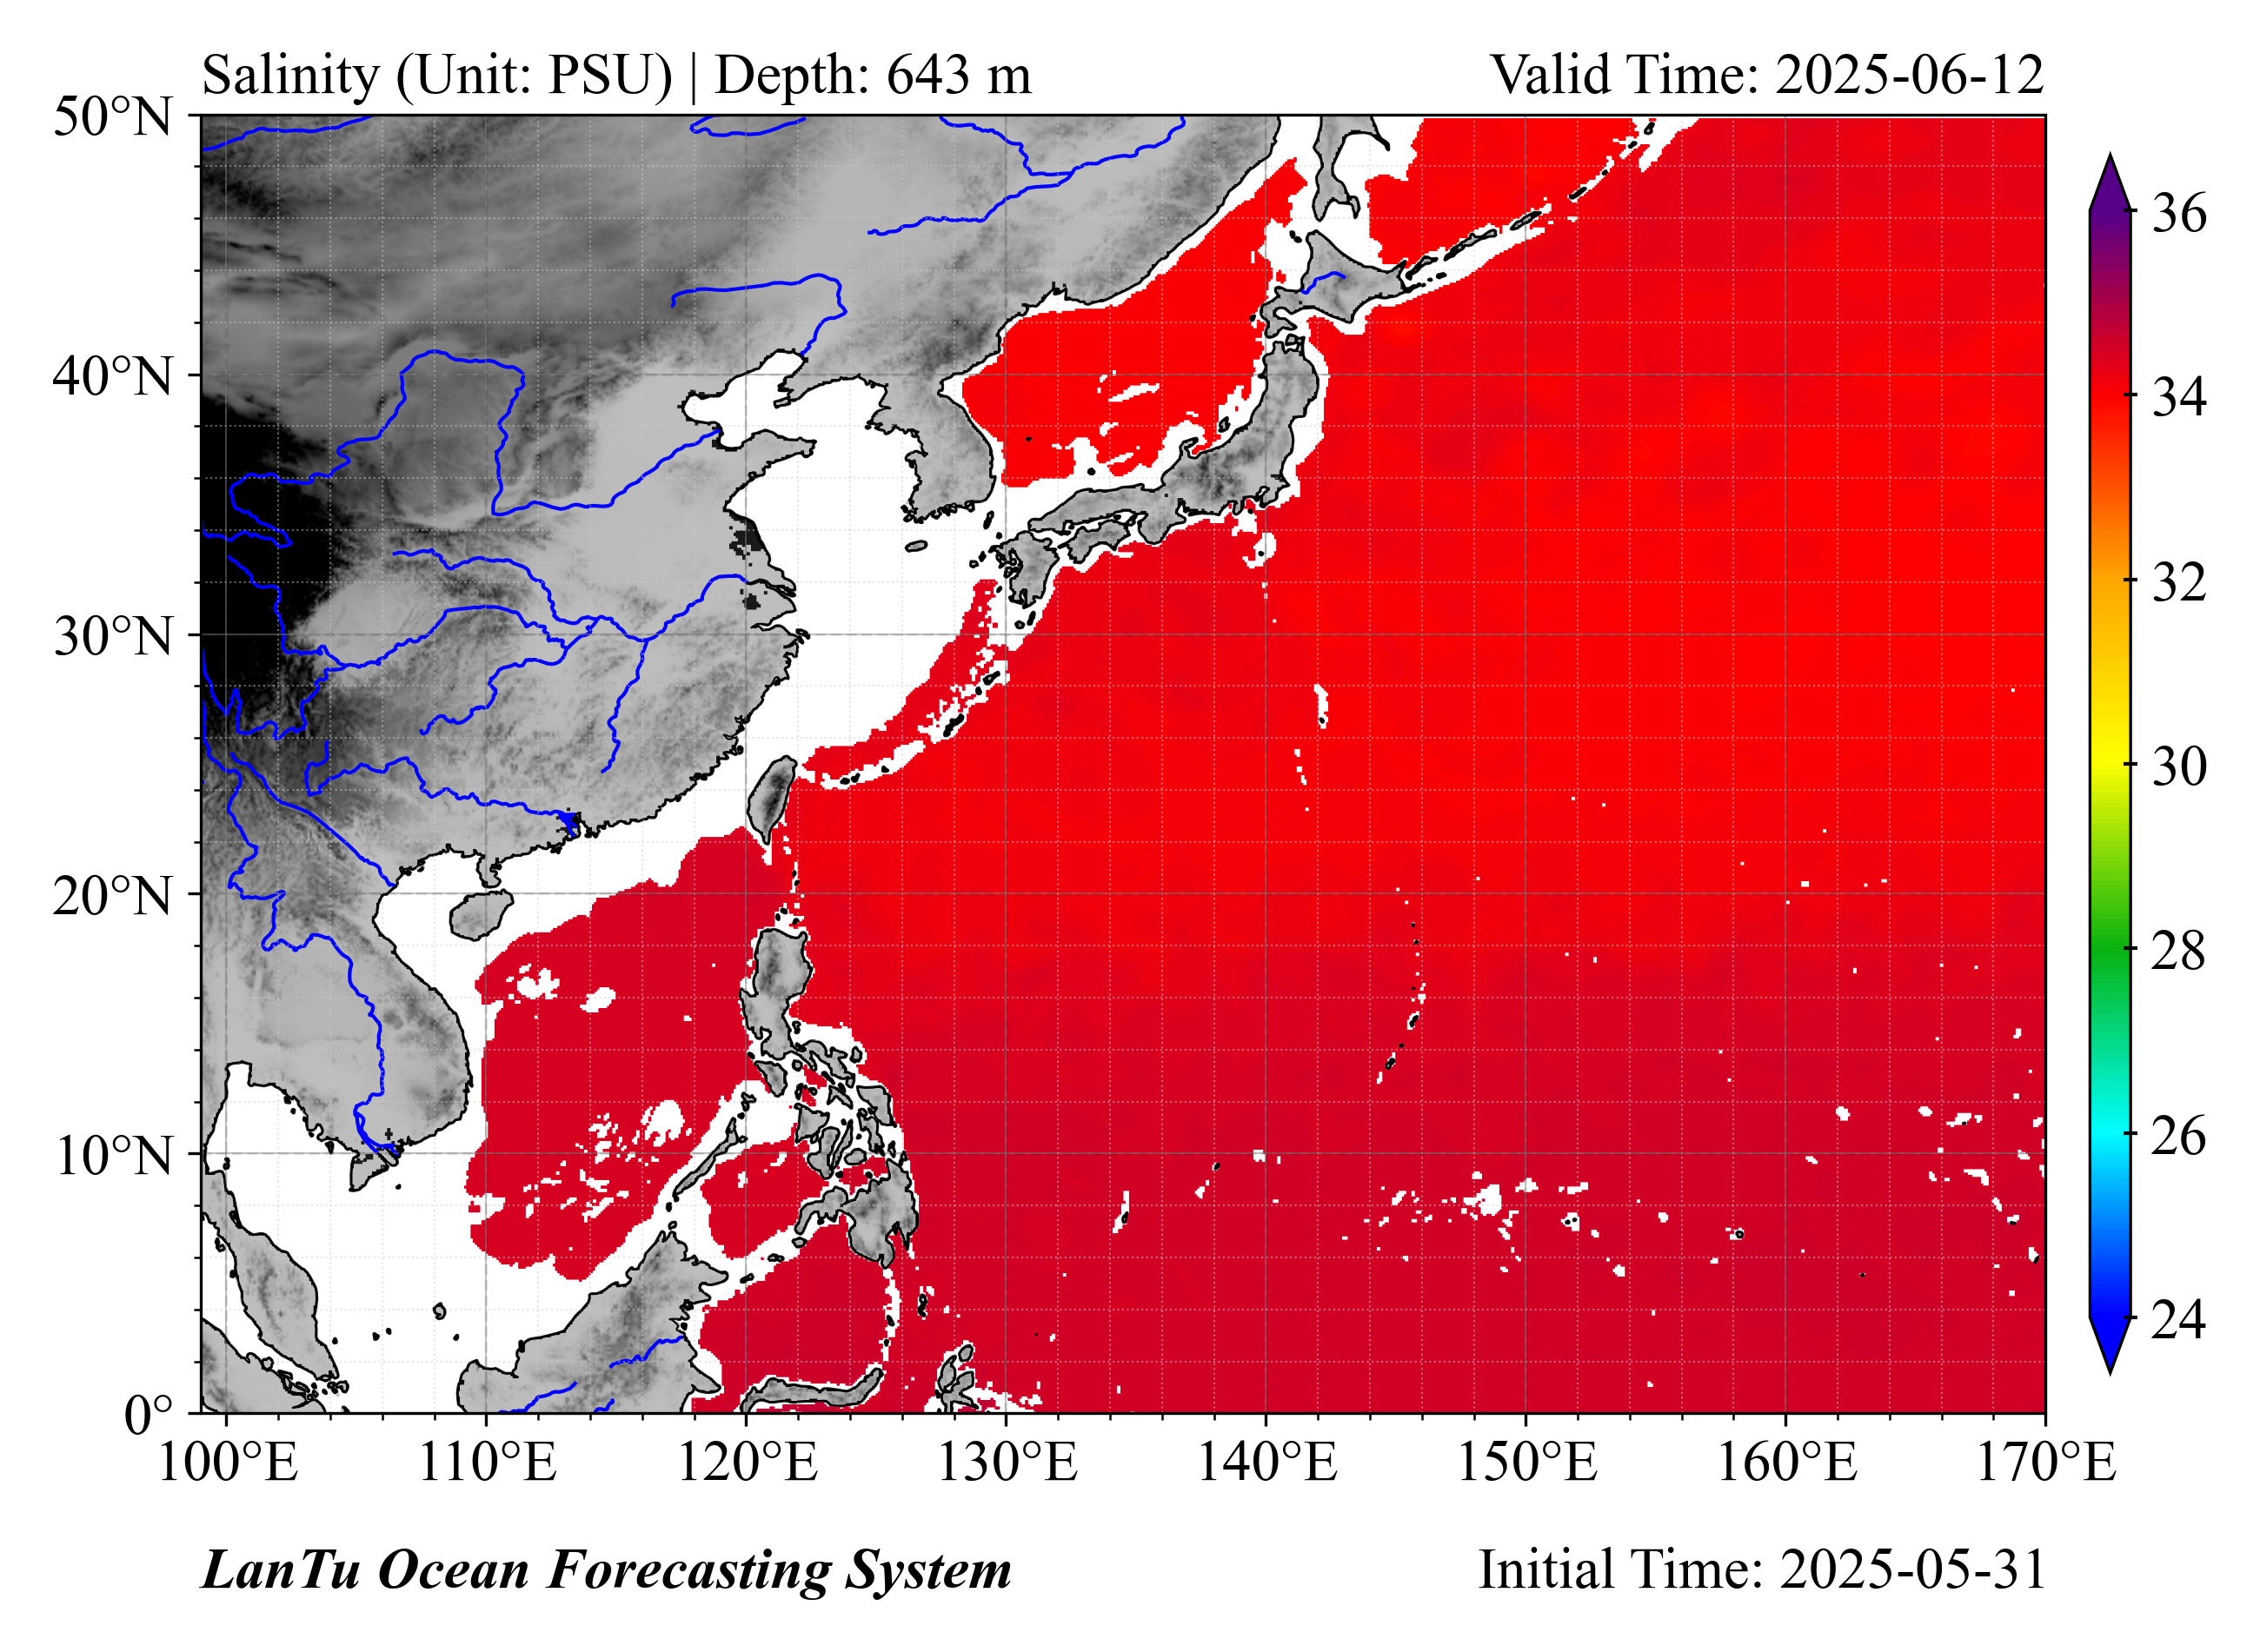 Salinity (Unit: PSU) | Depth: 643 m
Valid Time: 2025-06-12
50°N
40°N
30°N
20°N
10°N
0°
100°E
110°E
120°E
130°E
140°E
150°E
160°E
170°E
36
34
32
30
28
26
24
LanTu Ocean Forecasting System
Initial Time: 2025-05-31